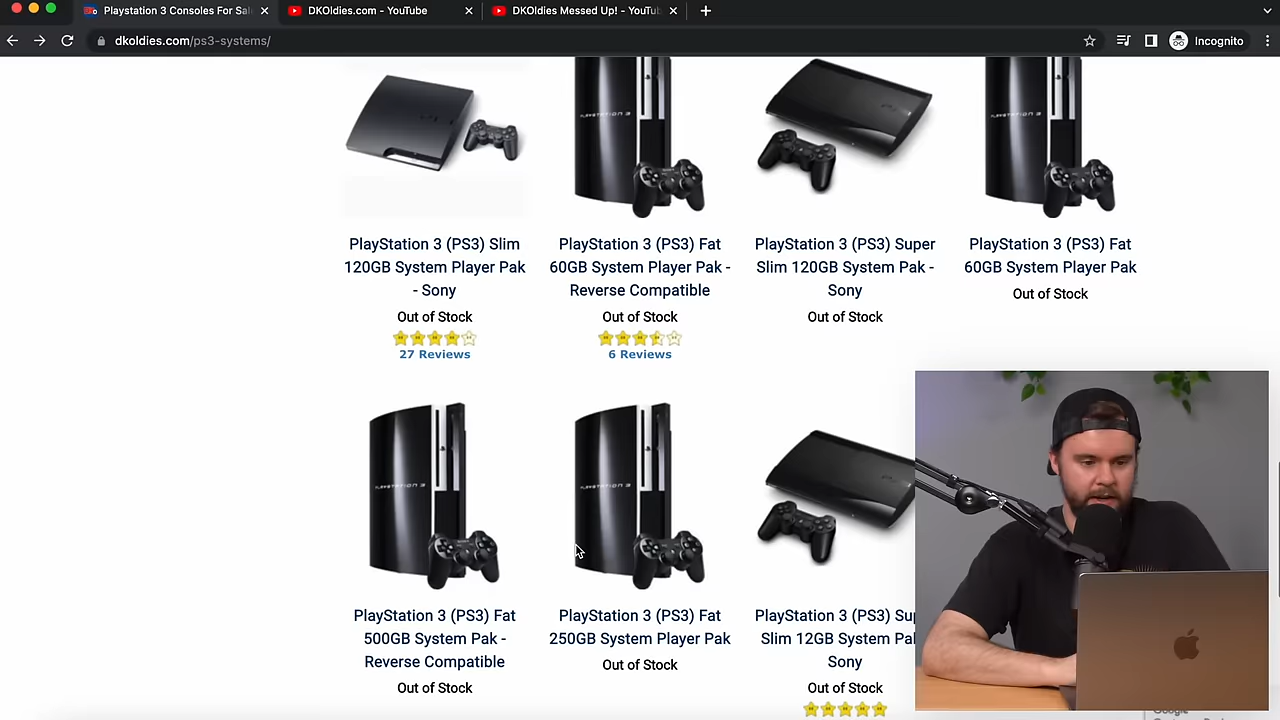 Playstation 3 Consoles For Sal
DKOldies.com - YouTube
DKOldies Messed Up! - YouTub
dkoldies.com/ps3-systems/
Incognito
PlayStation 3 (PS3) Slim
120GB System Player Pak
- Sony
Out of Stock
27 Reviews
PlayStation 3 (PS3) Fat
60GB System Player Pak -
Reverse Compatible
Out of Stock
6 Reviews
PlayStation 3 (PS3) Super
Slim 120GB System Pak -
Sony
Out of Stock
PlayStation 3 (PS3) Fat
60GB System Player Pak
Out of Stock
PlayStation 3 (PS3) Fat
500GB System Pak -
Reverse Compatible
Out of Stock
PlayStation 3 (PS3) Fat
250GB System Player Pak
Out of Stock
PlayStation 3 (PS3) Sup
Slim 12GB System Pak
Sony
Out of Stock